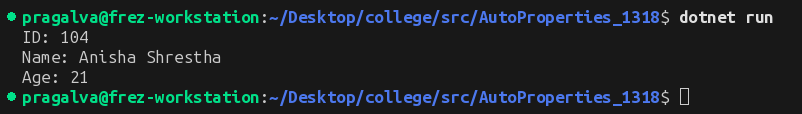 pragalva@frez-workstation:~/Desktop/college/src/AutoProperties_1318$ dotnet run
ID: 104
Name: Anisha Shrestha
Age: 21
pragalva@frez-workstation:~/Desktop/college/src/AutoProperties_1318$